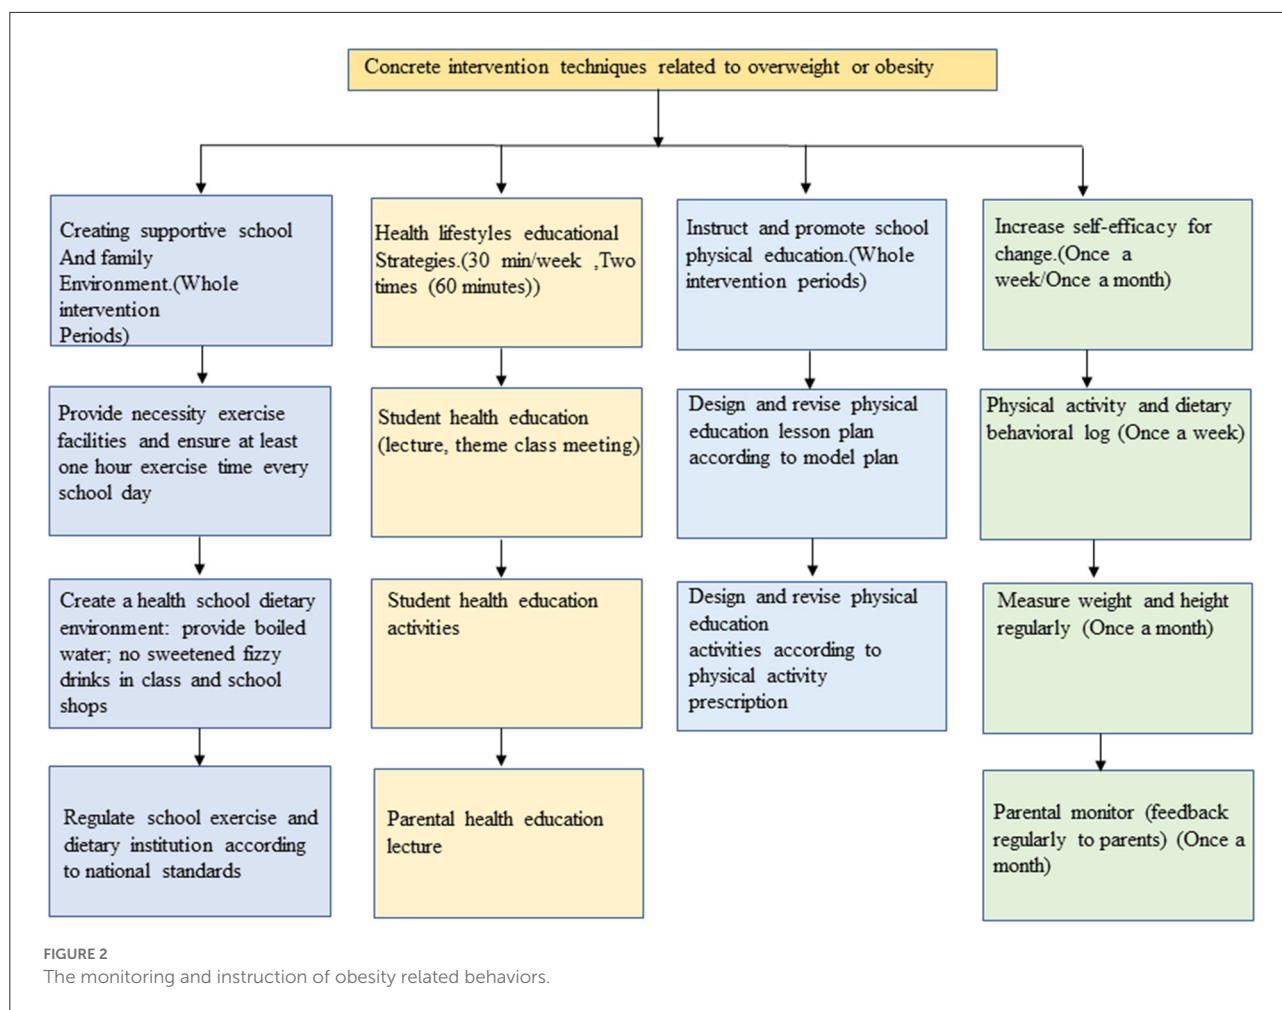 Concrete intervention techniques related to overweight or obesity
Creating supportive school
And family
Environment.(Whole
intervention
Periods)
Provide necessity exercise
facilities and ensure at least
one hour exercise time every
school day
Create a health school dietary
environment: provide boiled
water; no sweetened fizzy
drinks in class and school
shops
Regulate school exercise and
dietary institution according
to national standards
Health lifestyles educational
Strategies.(30 min/week ,Two
times (60 minutes))
Student health education
(lecture, theme class meeting)
Student health education
activities
Parental health education
lecture
Instruct and promote school
physical education.(Whole
intervention periods)
Design and revise physical
education lesson plan
according to model plan
Design and revise physical
education
activities according to
physical activity
prescription
Increase self-efficacy for
change.(Once a
week/Once a month)
Physical activity and dietary
behavioral log (Once a week)
Measure weight and height
regularly (Once a month)
Parental monitor (feedback
regularly to parents) (Once a
month)
FIGURE 2
The monitoring and instruction of obesity related behaviors.